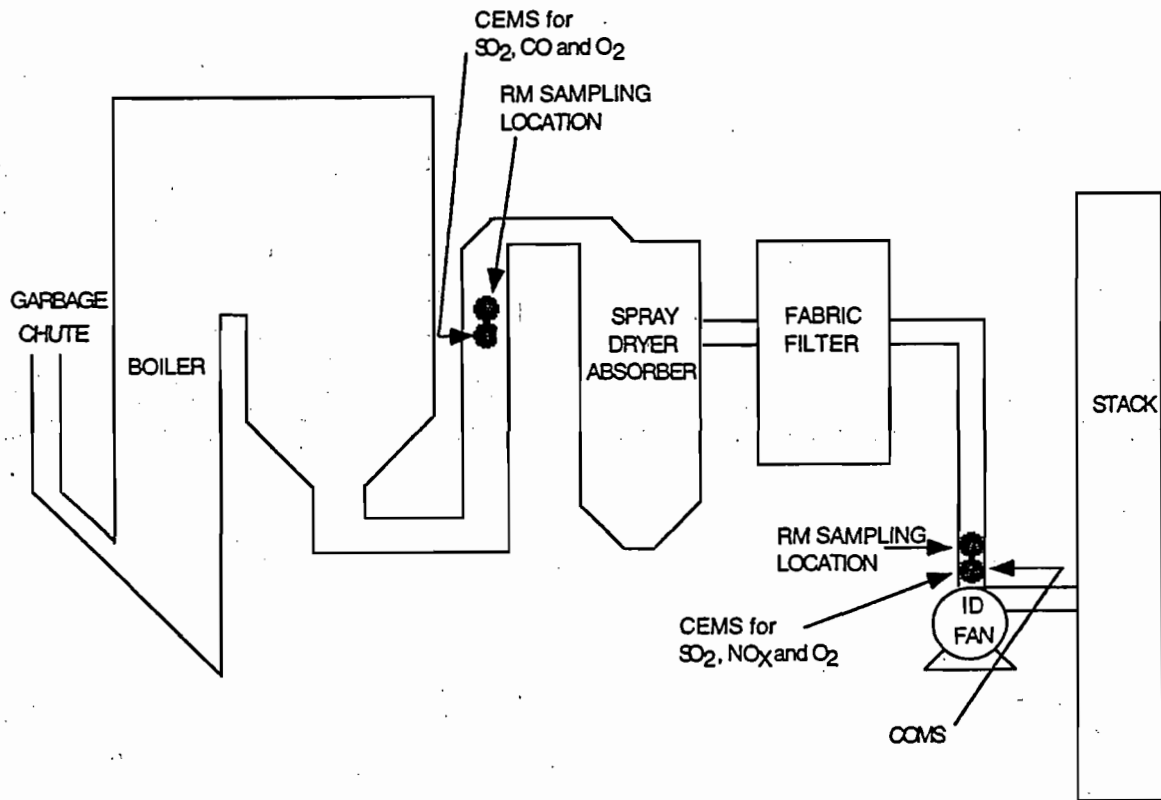 CEMS for
SO₂, CO and O₂
RM SAMPLING
LOCATION
GARBAGE
CHUTE
BOILER
SPRAY
DRYER
ABSORBER
FABRIC
FILTER
STACK
RM SAMPLING
LOCATION
CEMS for
SO₂, NOₓ and O₂
ID
FAN
COMS